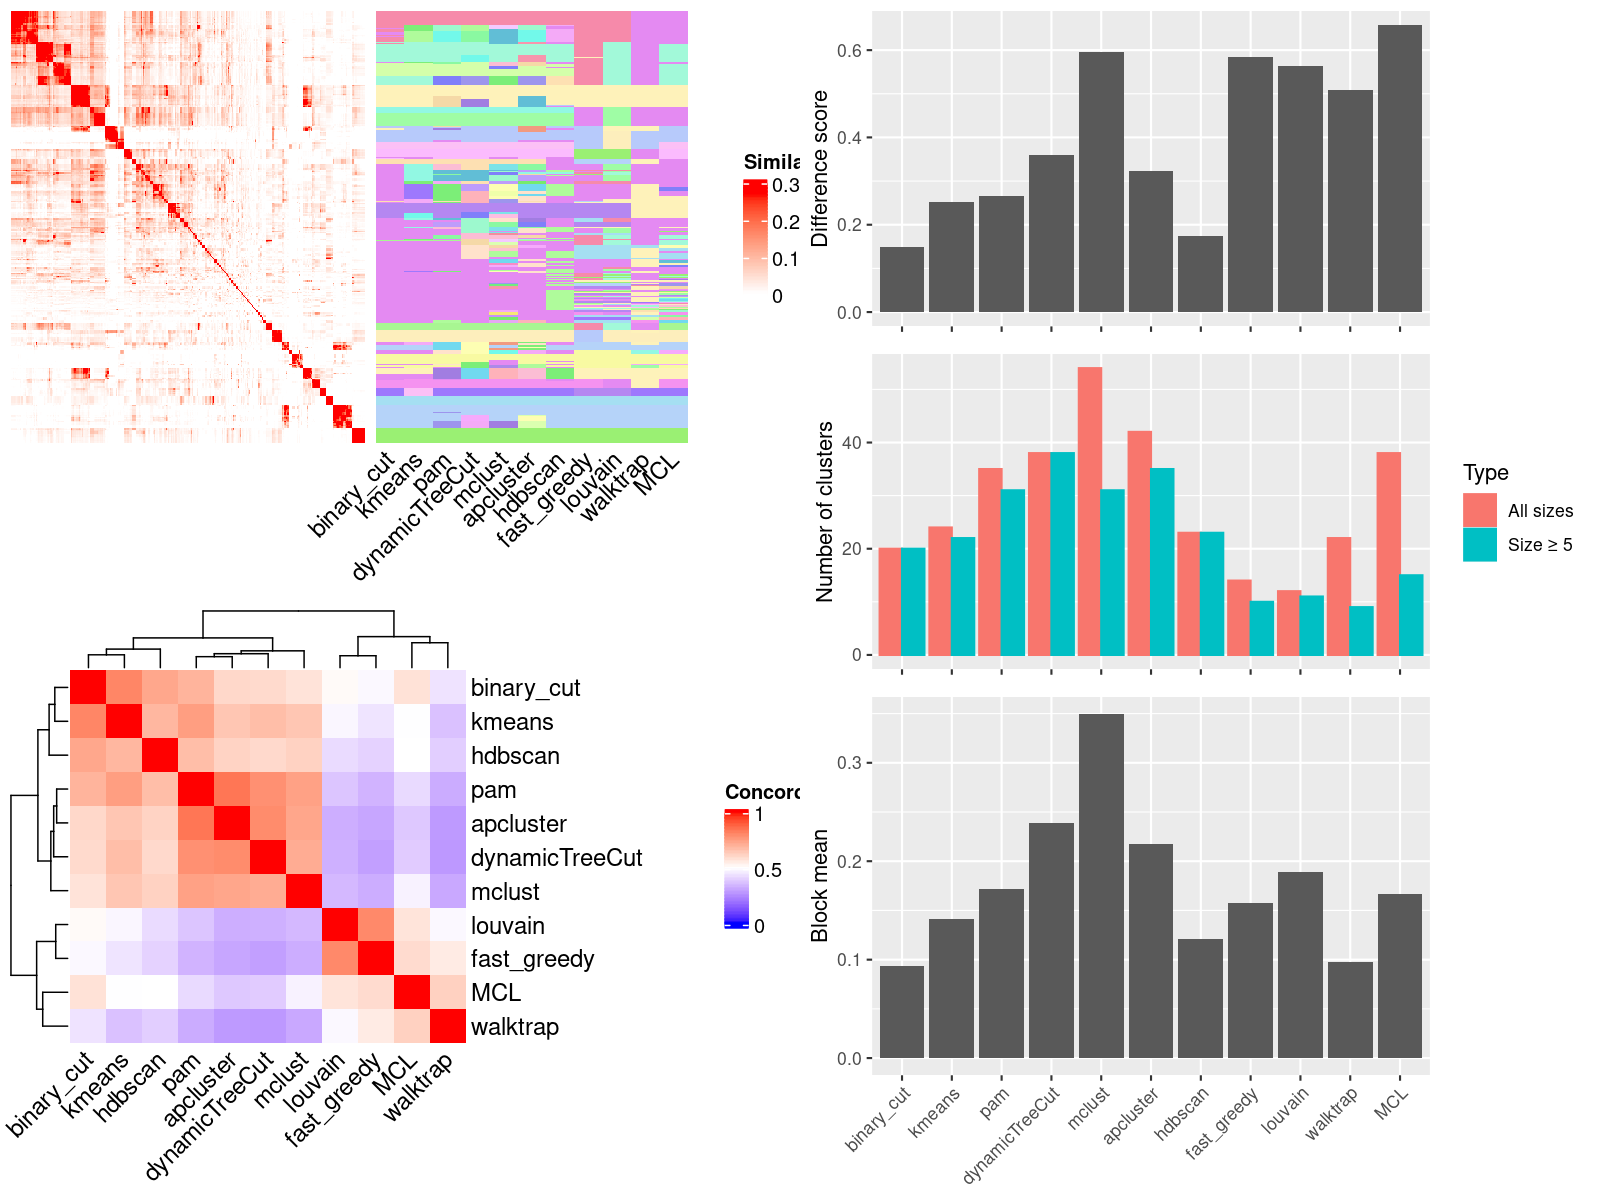 Simila
0.3
0.2
0.1
0
binary_cut
kmeans
pam
dynamicTreeCut
mclust
apcluster
hdbscan
fast_greedy
louvain
walktrap
MCL
Difference score
0.6
0.4
0.2
0.0
Number of clusters
40
20
0
Type
All sizes
Size ≥ 5
binary_cut
kmeans
hdbscan
pam
apcluster
dynamicTreeCut
mclust
louvain
fast_greedy
MCL
walktrap
binary_cut
kmeans
hdbscan
pam
apcluster
dynamicTreeCut
mclust
louvain
fast_greedy
MCL
walktrap
Concord
1
0.5
0
Block mean
0.3
0.2
0.1
0.0
binary_cut
kmeans
pam
dynamicTreeCut
mclust
apcluster
hdbscan
fast_greedy
louvain
walktrap
MCL